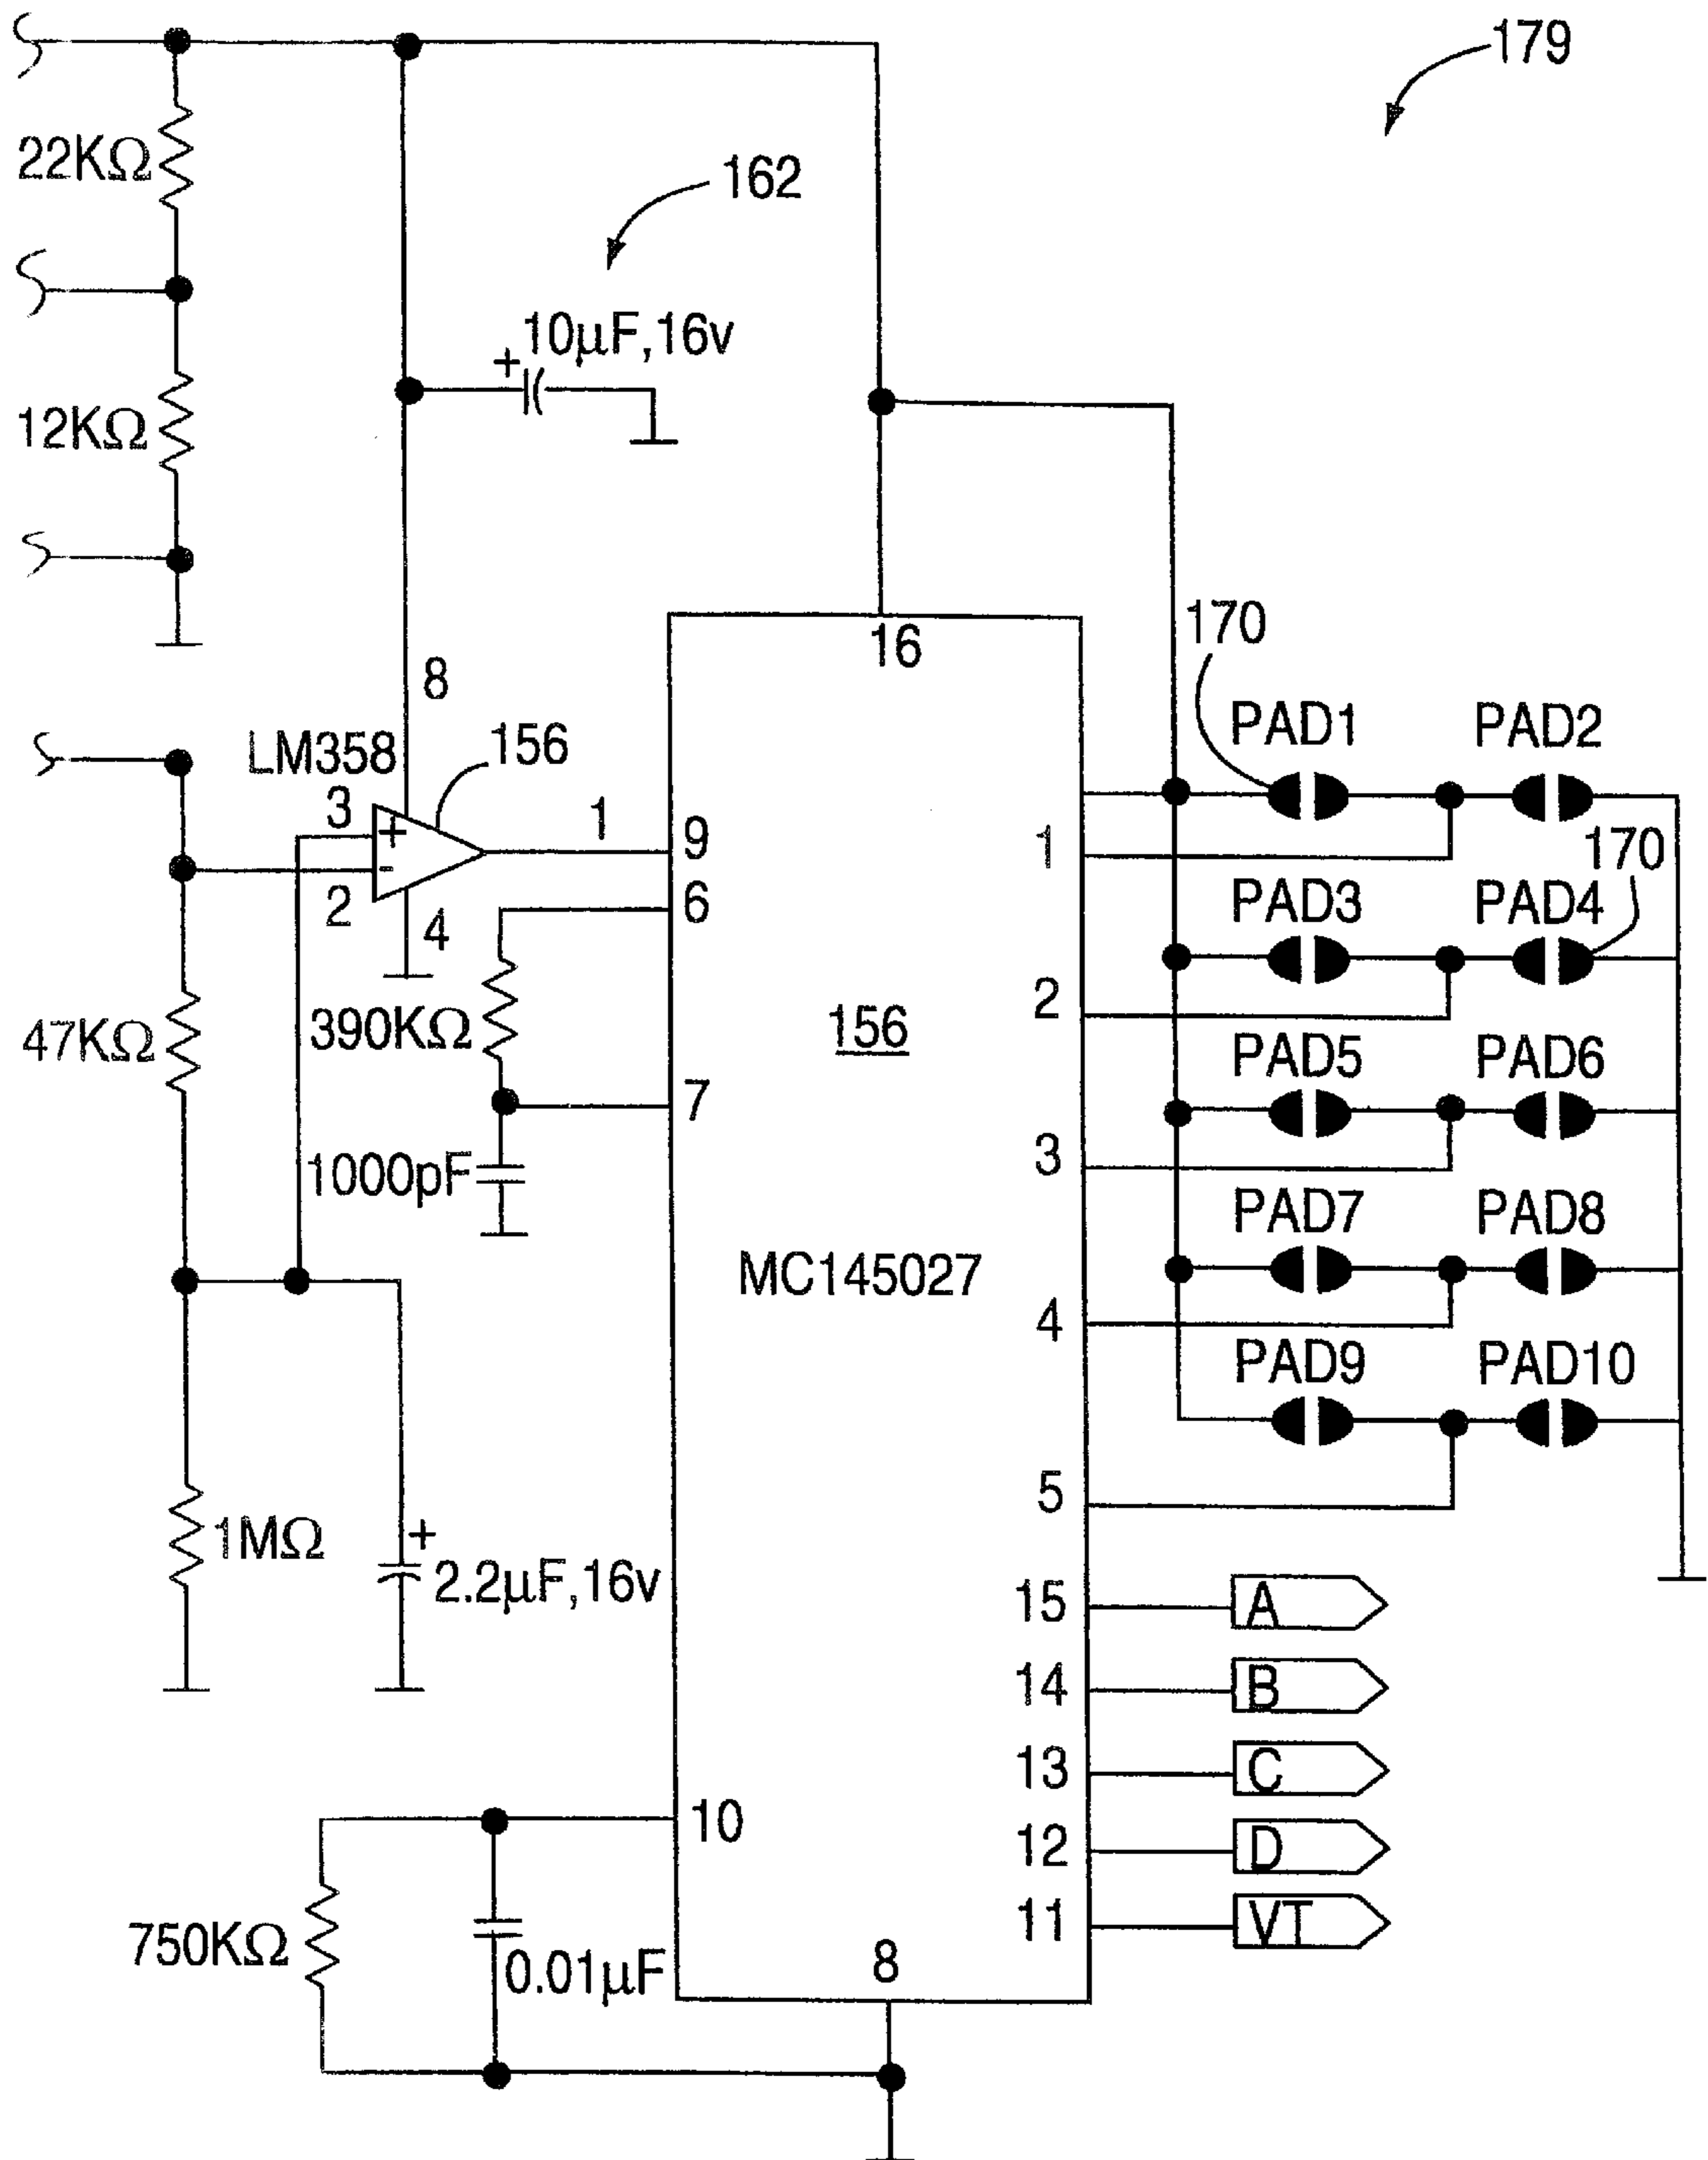 179
22KΩ
162
10µF,16v
+
12KΩ
16
8
170
PAD1
PAD2
LM358
156
3
+
1
9
1
170
-
2
4
6
PAD3
PAD4
47KΩ
390KΩ
156
2
PAD5
PAD6
7
3
1000pF
PAD7
PAD8
MC145027
4
PAD9
PAD10
5
1MΩ
+
2.2µF,16v
15
A
14
B
13
C
10
12
D
750KΩ
0.01µF
11
VT
8